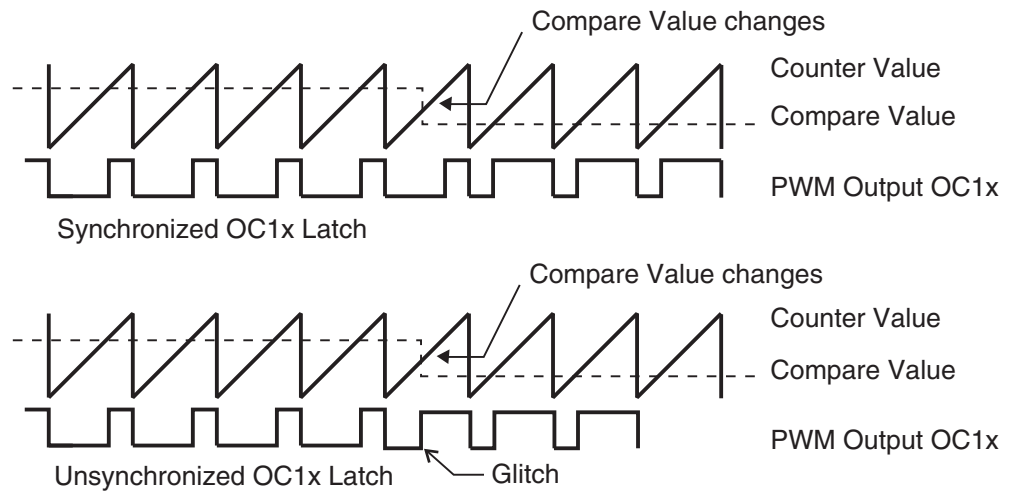 Compare Value changes
Counter Value
Compare Value
PWM Output OC1x
Synchronized OC1x Latch
Compare Value changes
Counter Value
Compare Value
PWM Output OC1x
Unsynchronized OC1x Latch
Glitch